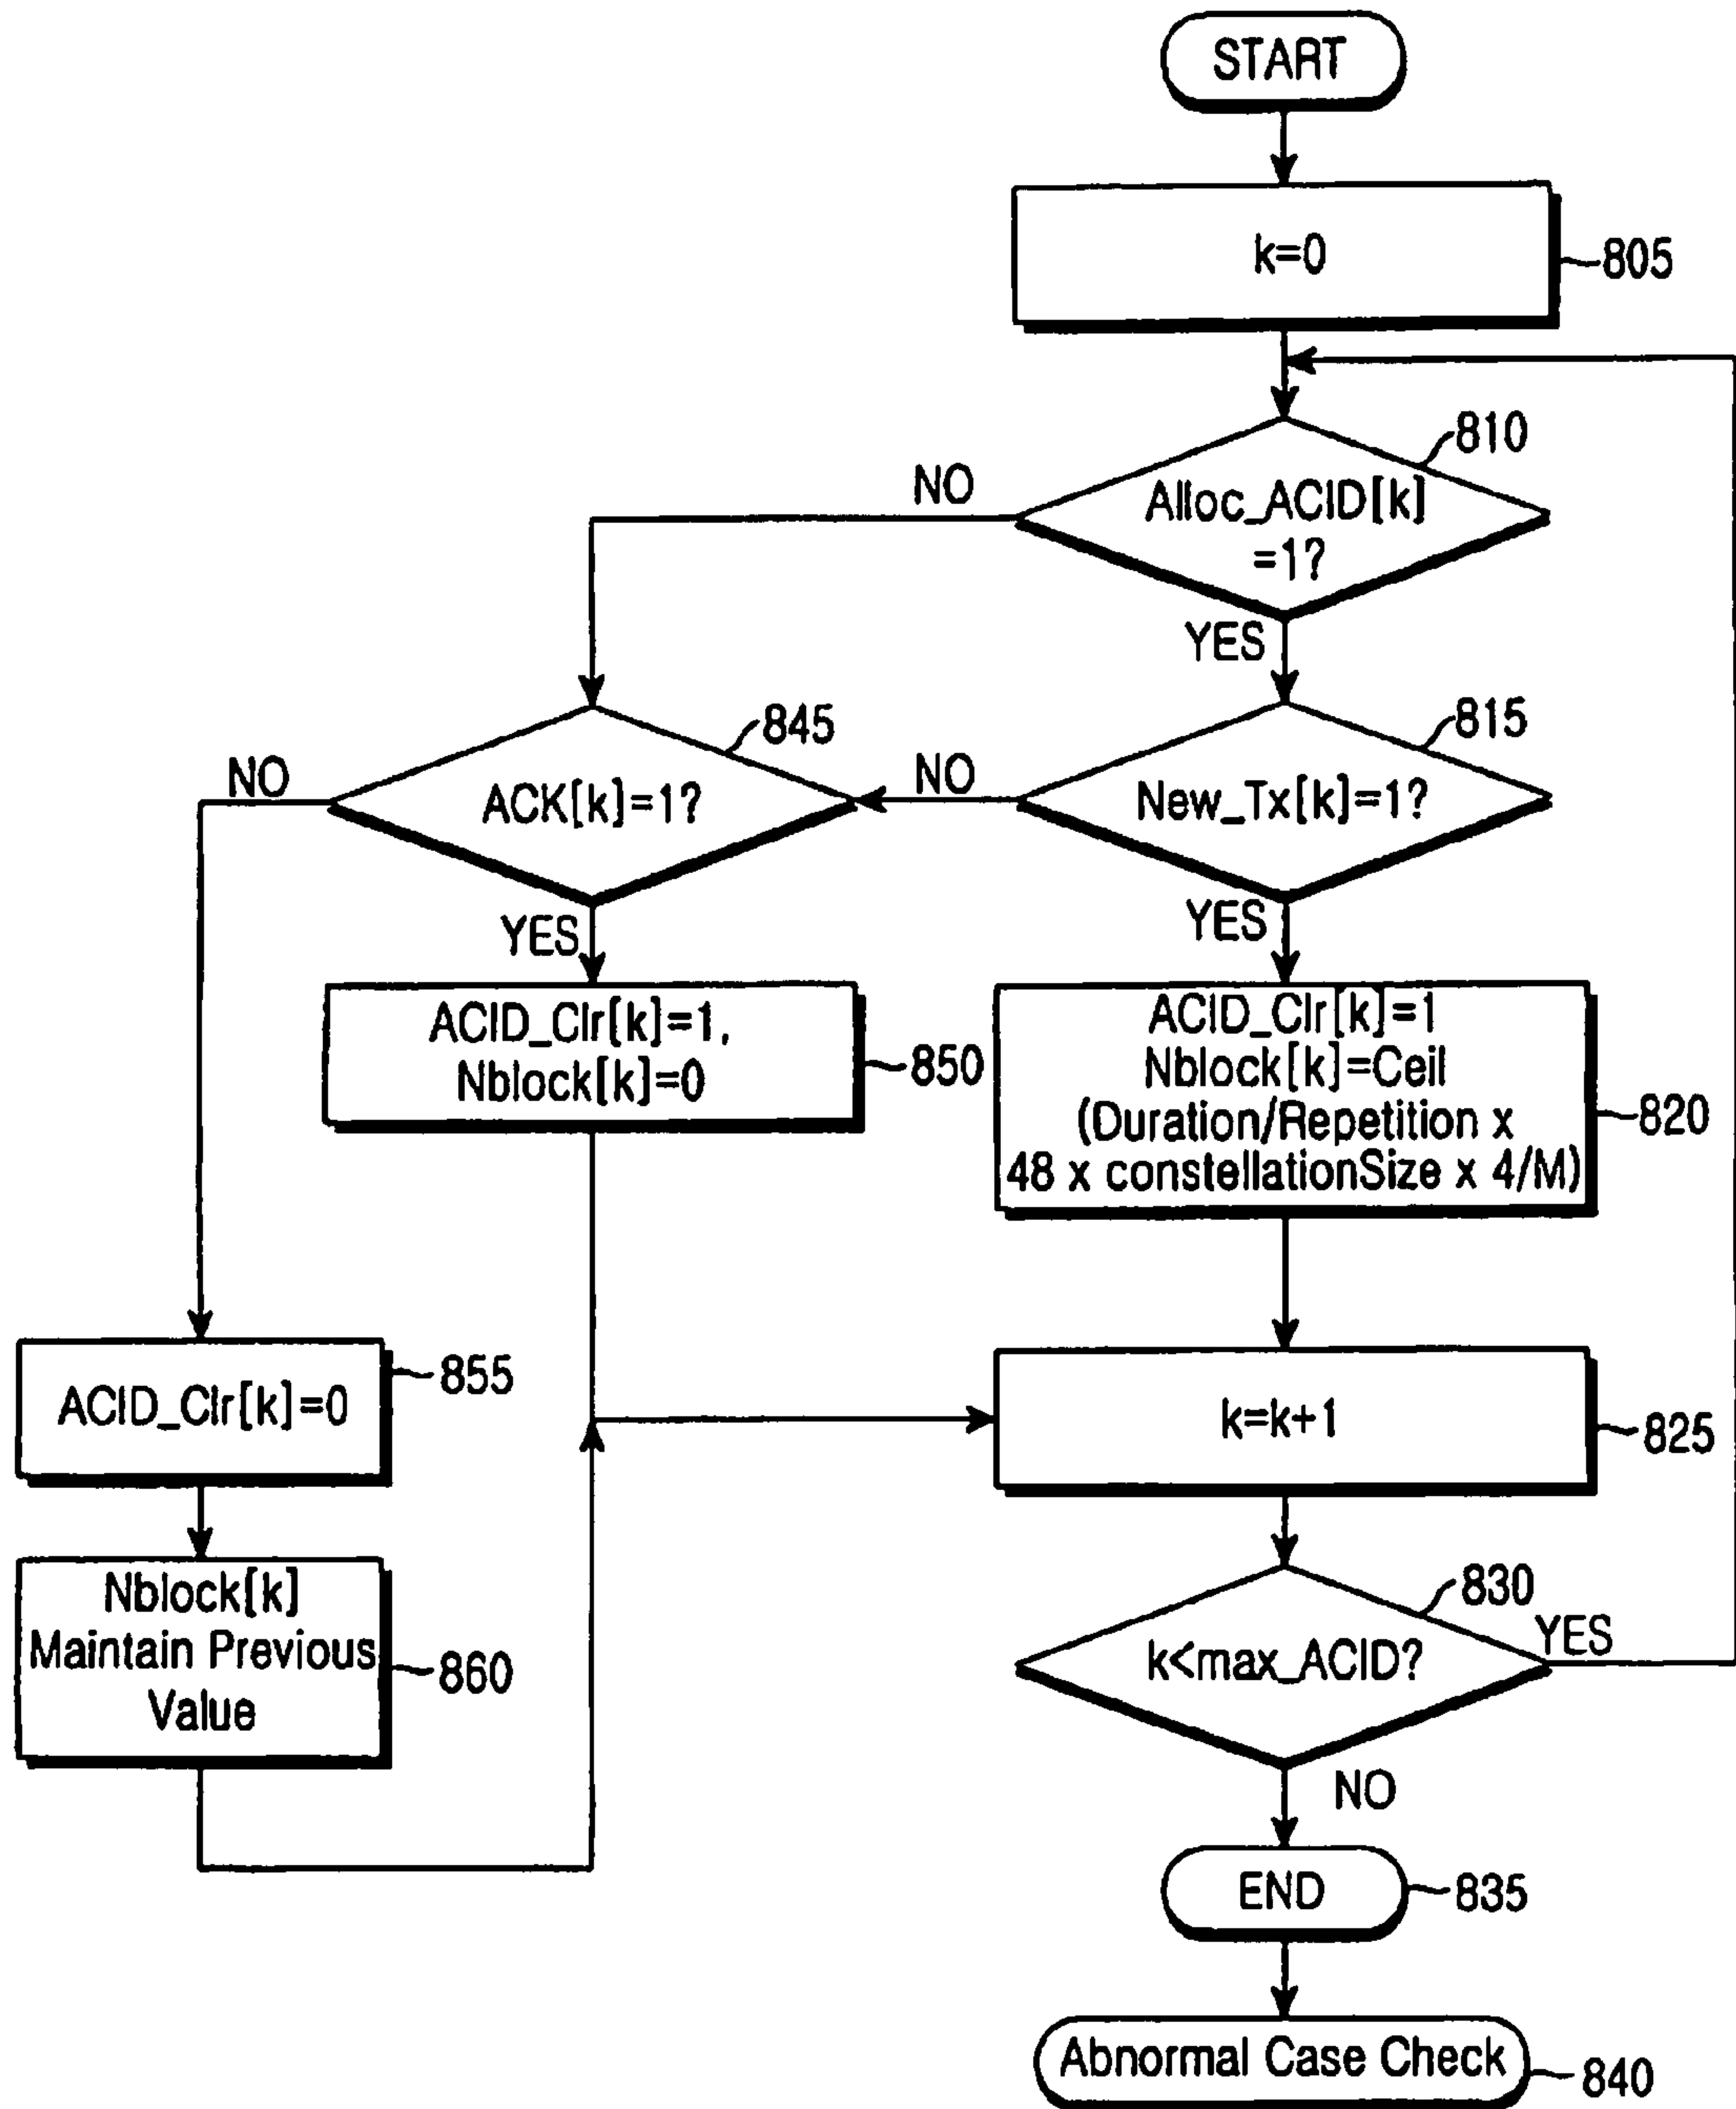 START
k=0
805
810
NO
Alloc_ACID[k]
=1?
YES
845
815
NO
NO
ACK[k]=1?
New_Tx[k]=1?
YES
YES
ACID_Clr[k]=1,
Nblock[k]=0
850
ACID_Clr[k]=1
Nblock[k]=Ceil
(Duration/Repetition x
48 x constellationSize x 4/M)
820
ACID_Clr[k]=0
855
k=k+1
825
Nblock[k]
Maintain Previous
Value
860
830
YES
k<max_ACID?
NO
END
835
Abnormal Case Check
840